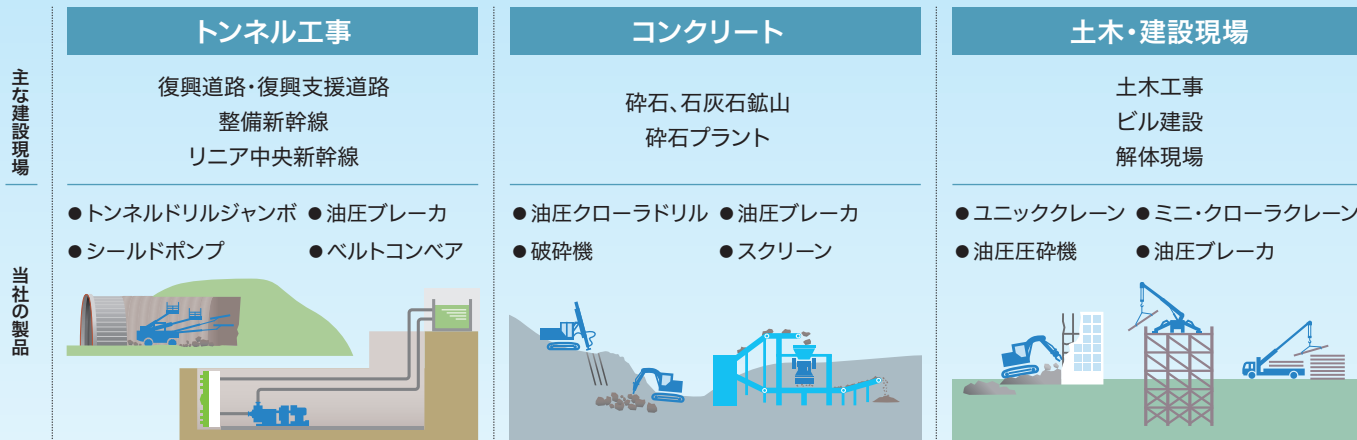 トンネル工事
コンクリート
土木・建設現場
主な建設現場
復興道路・復興支援道路
整備新幹線
リニア中央新幹線
砕石、石灰石鉱山
砕石プラント
土木工事
ビル建設
解体現場
当社の製品
●トンネルドリルジャンボ ●油圧ブレーカ
●シールドポンプ ●ベルトコンベア
●油圧クローラドリル ●油圧ブレーカ
●破砕機 ●スクリーン
●ユニッククレーン ●ミニ・クローラクレーン
●油圧圧砕機 ●油圧ブレーカ